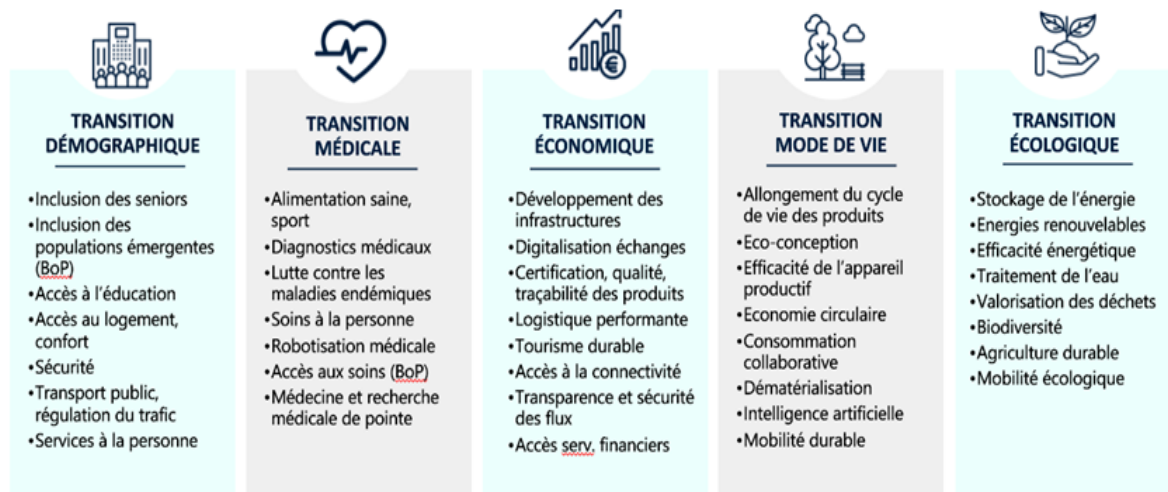 TRANSITION
DÉMOGRAPHIQUE
•Inclusion des seniors
•Inclusion des
populations émergentes
(BoP)
•Accès à l'éducation
•Accès au logement,
confort
•Sécurité
•Transport public,
régulation du trafic
•Services à la personne
TRANSITION
MÉDICALE
•Alimentation saine,
sport
•Diagnostics médicaux
•Lutte contre les
maladies endémiques
•Soins à la personne
•Robotisation médicale
•Accès aux soins (BoP)
•Médecine et recherche
médicale de pointe
TRANSITION
ÉCONOMIQUE
•Développement des
infrastructures
•Digitalisation échanges
•Certification, qualité,
traçabilité des produits
•Logistique performante
•Tourisme durable
•Accès à la connectivité
•Transparence et sécurité
des flux
•Accès serv. financiers
TRANSITION
MODE DE VIE
•Allongement du cycle
de vie des produits
•Eco-conception
•Efficacité de l'appareil
productif
•Economie circulaire
•Consommation
collaborative
•Dématérialisation
•Intelligence artificielle
•Mobilité durable
TRANSITION
ÉCOLOGIQUE
•Stockage de l'énergie
•Energies renouvelables
•Efficacité énergétique
•Traitement de l'eau
•Valorisation des déchets
•Biodiversité
•Agriculture durable
•Mobilité écologique